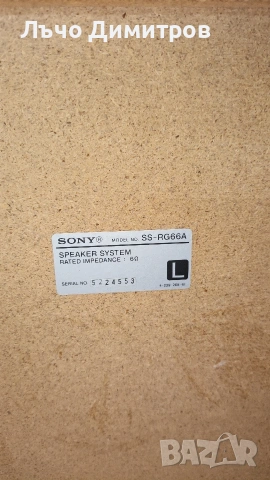 Лъчо Димитров
SONY® MODEL NO. SS-RG66A
SPEAKER SYSTEM
RATED IMPEDANCE : 6Ω
L
SERIAL NO. 5224553
BAZAR